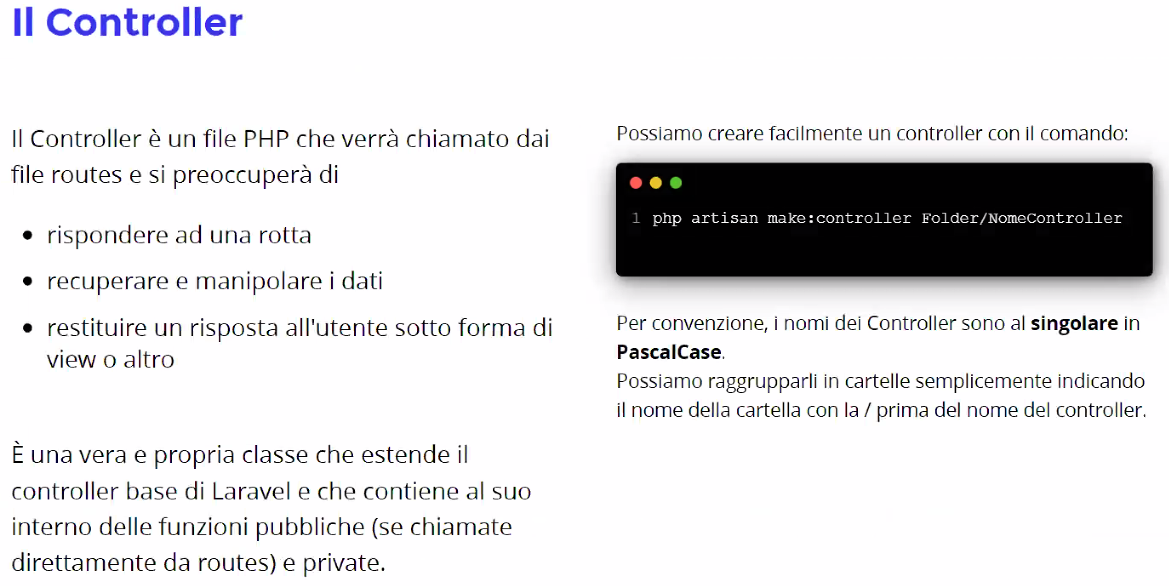 Il Controller
Il Controller è un file PHP che verrà chiamato dai
file routes e si preoccuperà di
• rispondere ad una rotta
• recuperare e manipolare i dati
• restituire un risposta all'utente sotto forma di
view o altro
È una vera e propria classe che estende il
controller base di Laravel e che contiene al suo
interno delle funzioni pubbliche (se chiamate
direttamente da routes) e private.
Possiamo creare facilmente un controller con il comando:
1 php artisan make:controller Folder/NomeController
Per convenzione, i nomi dei Controller sono al singolare in
PascalCase.
Possiamo raggrupparli in cartelle semplicemente indicando
il nome della cartella con la / prima del nome del controller.